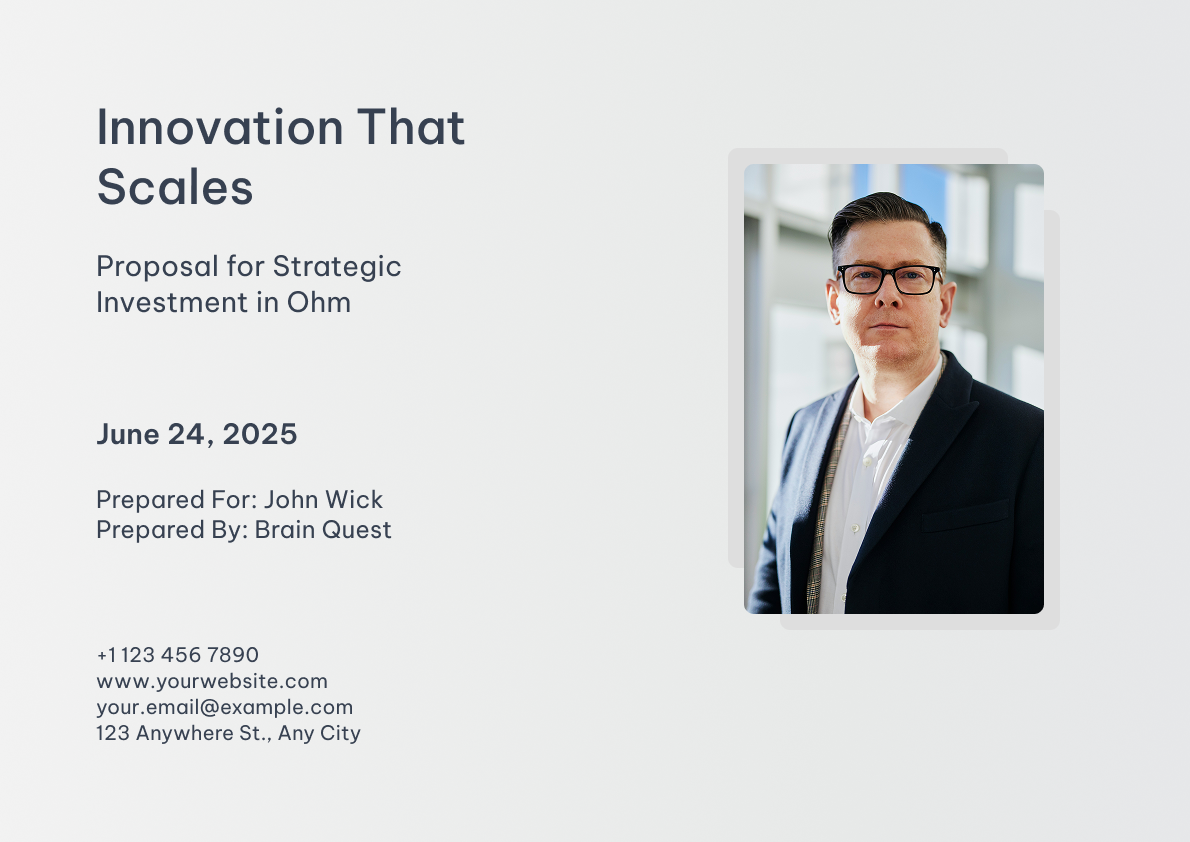 Innovation That
Scales
Proposal for Strategic
Investment in Ohm
June 24, 2025
Prepared For: John Wick
Prepared By: Brain Quest
+1 123 456 7890
www.yourwebsite.com
your.email@example.com
123 Anywhere St., Any City